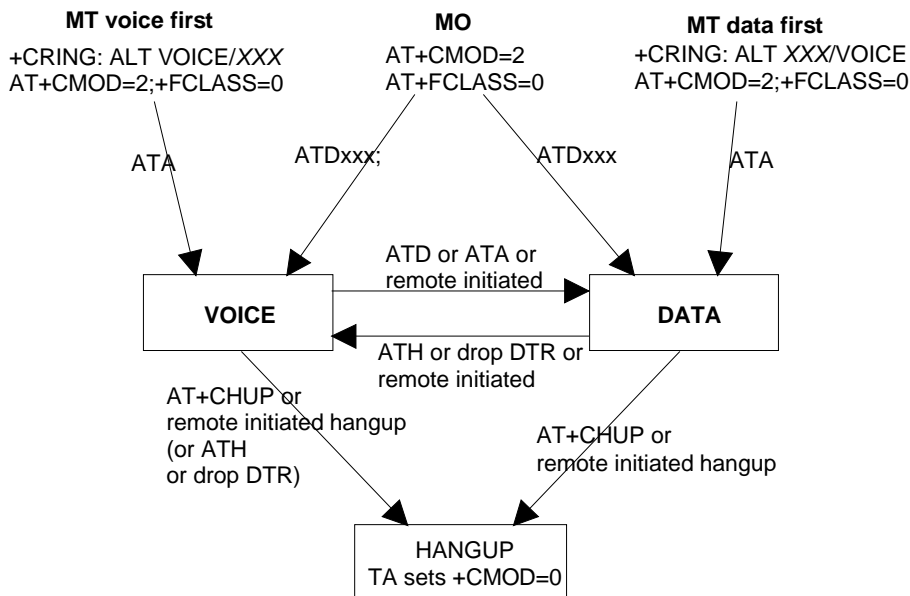 MT voice first
+CRING: ALT VOICE/XXX
AT+CMOD=2;+FCLASS=0
MO
AT+CMOD=2
AT+FCLASS=0
MT data first
+CRING: ALT XXX/VOICE
AT+CMOD=2;+FCLASS=0
ATA
ATDxxx;
ATDxxx
ATA
ATD or ATA or
remote initiated
VOICE
DATA
ATH or drop DTR or
remote initiated
AT+CHUP or
remote initiated hangup
(or ATH
or drop DTR)
AT+CHUP or
remote initiated hangup
HANGUP
TA sets +CMOD=0